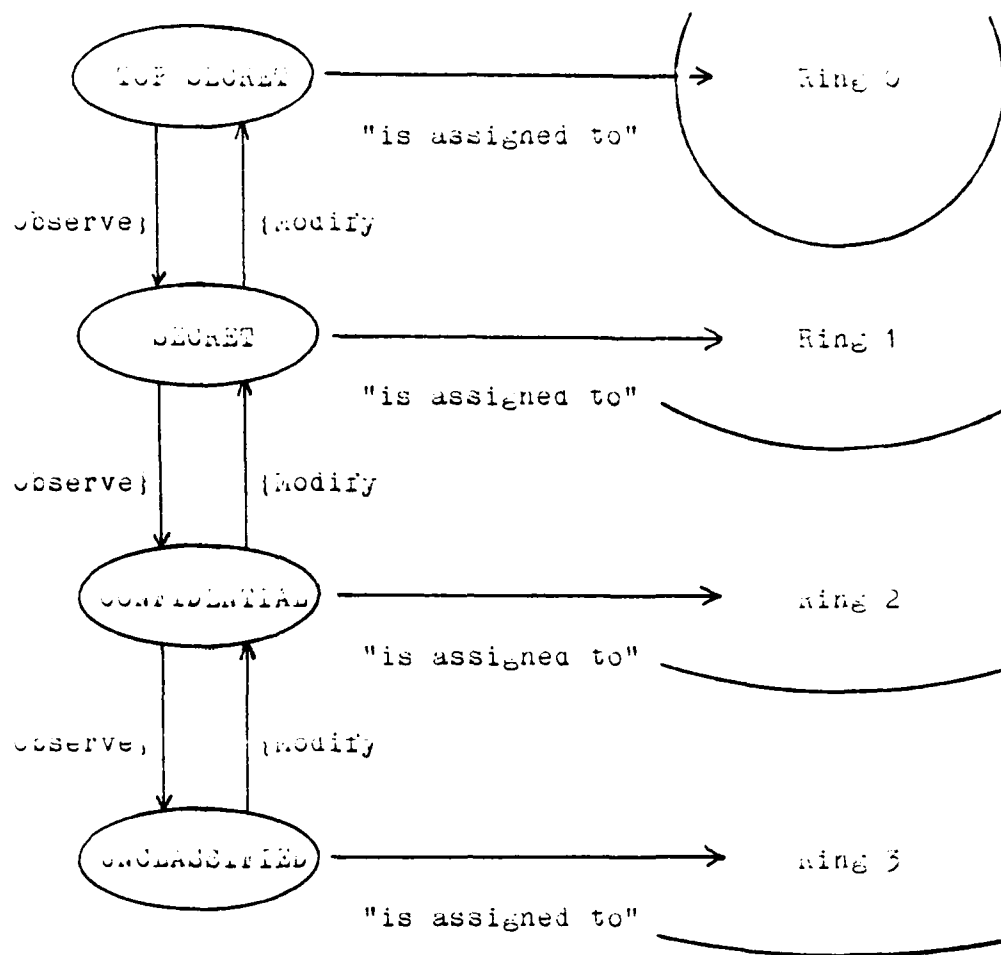 TOP SECRET Ring 0
"is assigned to"
Observe} {Modify
SECRET Ring 1
"is assigned to"
Observe} {Modify
CONFIDENTIAL Ring 2
"is assigned to"
Observe} {Modify
UNCLASSIFIED Ring 3
"is assigned to"